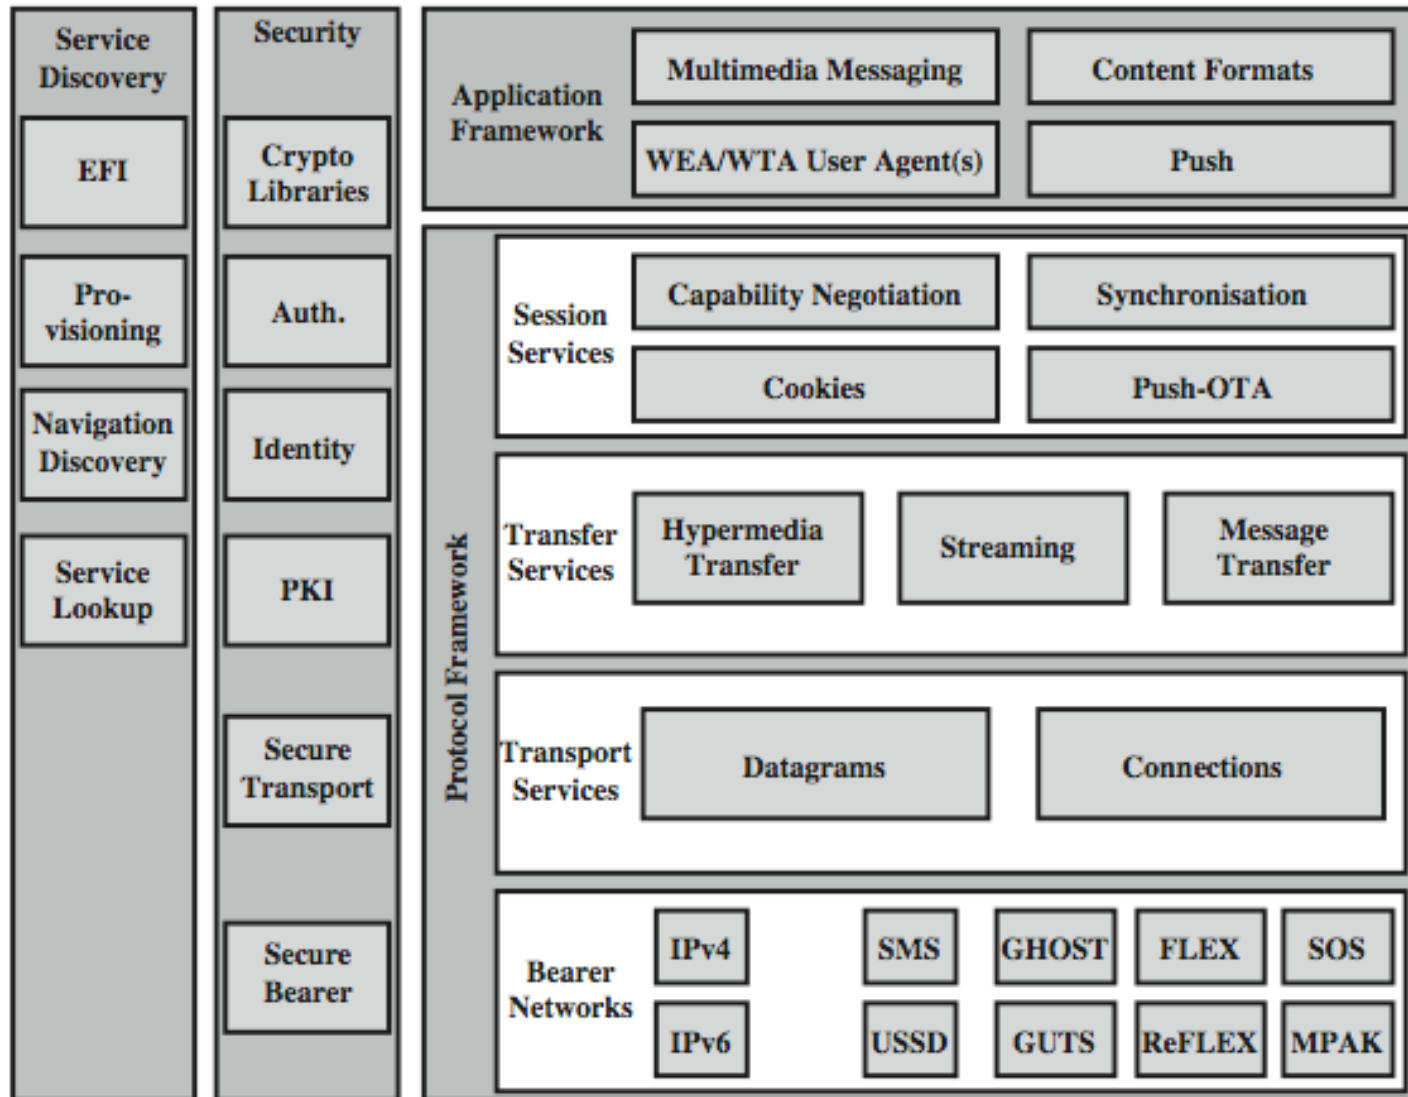 Service
Discovery
EFI
Pro-
visioning
Navigation
Discovery
Service
Lookup
Security
Crypto
Libraries
Auth.
Identity
PKI
Secure
Transport
Secure
Bearer
Application
Framework
Multimedia Messaging
Content Formats
WEA/WTA User Agent(s)
Push
Protocol Framework
Session
Services
Capability Negotiation
Synchronisation
Cookies
Push-OTA
Transfer
Services
Hypermedia
Transfer
Streaming
Message
Transfer
Transport
Services
Datagrams
Connections
Bearer
Networks
IPv4
SMS
GHOST
FLEX
SOS
IPv6
USSD
GUTS
ReFLEX
MPAK